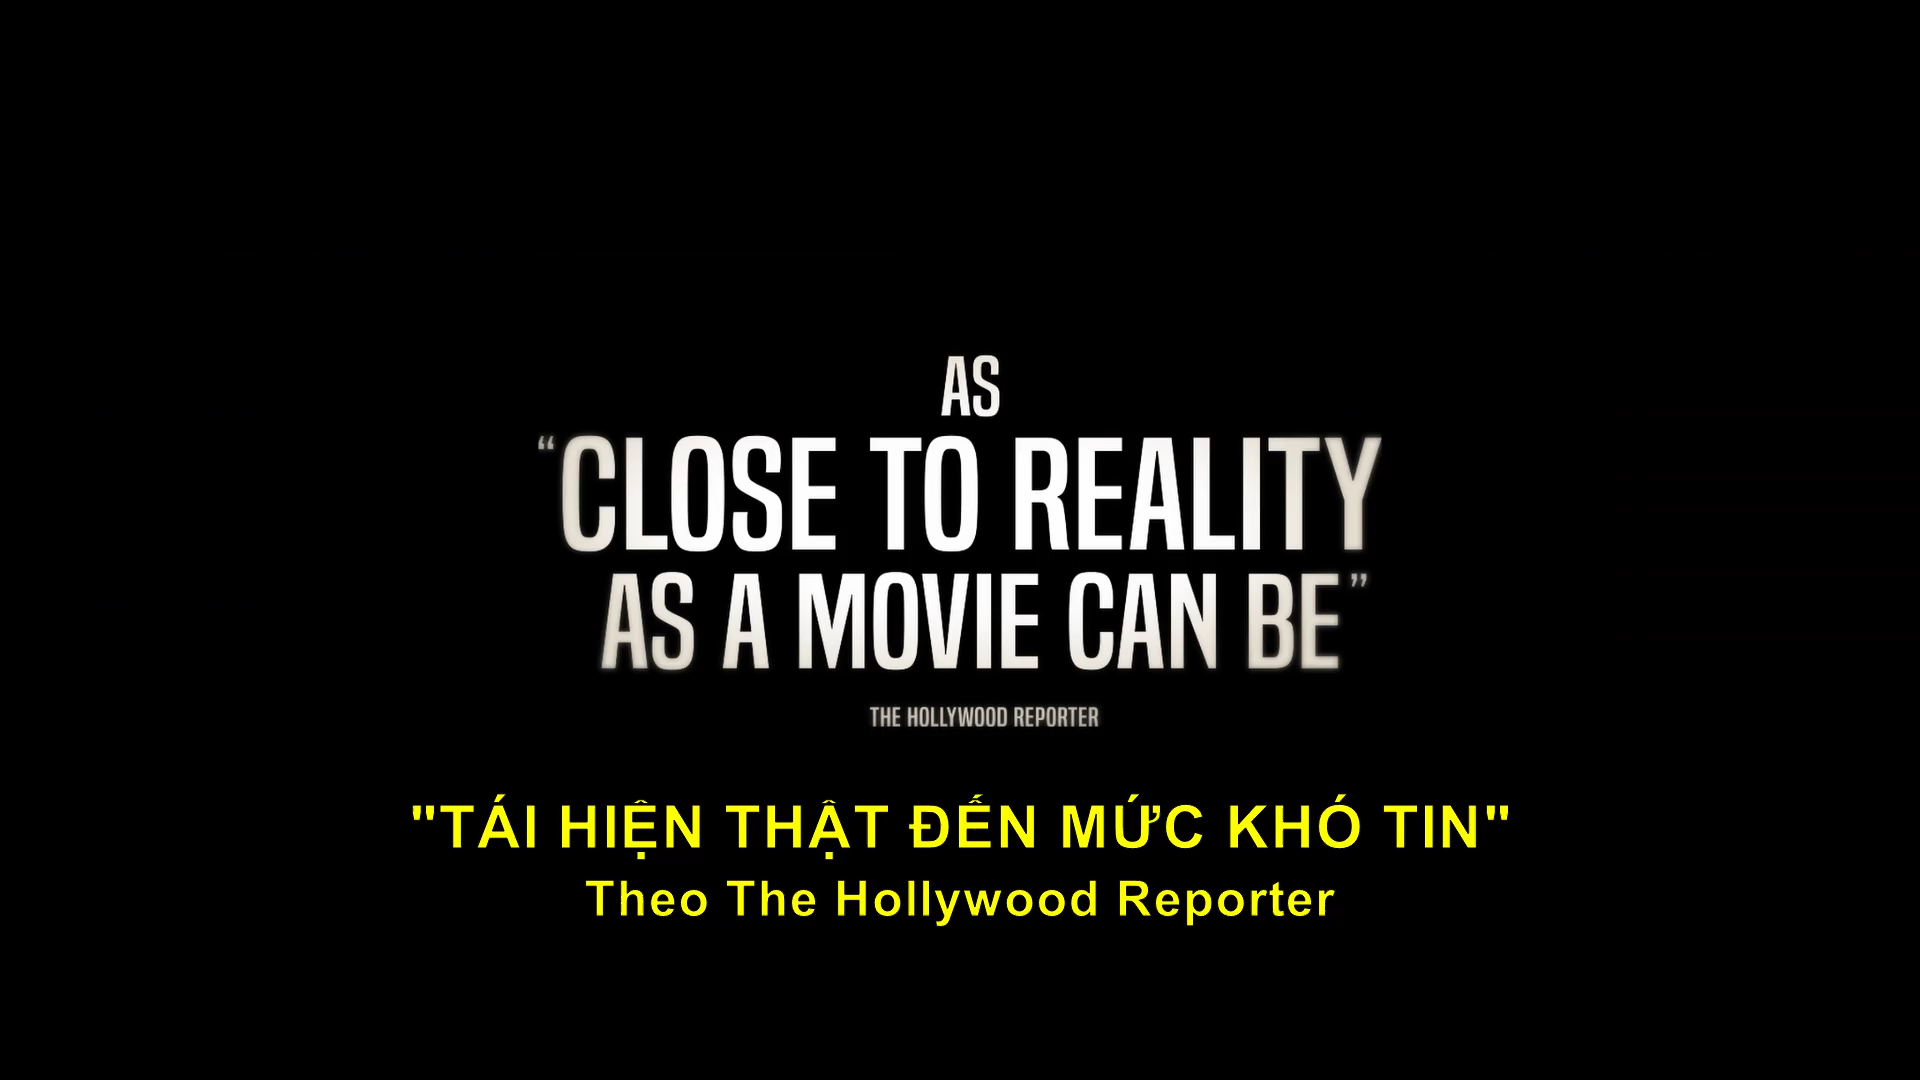 AS
“CLOSE TO REALITY
AS A MOVIE CAN BE”
THE HOLLYWOOD REPORTER
"TÁI HIỆN THẬT ĐẾN MỨC KHÓ TIN"
Theo The Hollywood Reporter